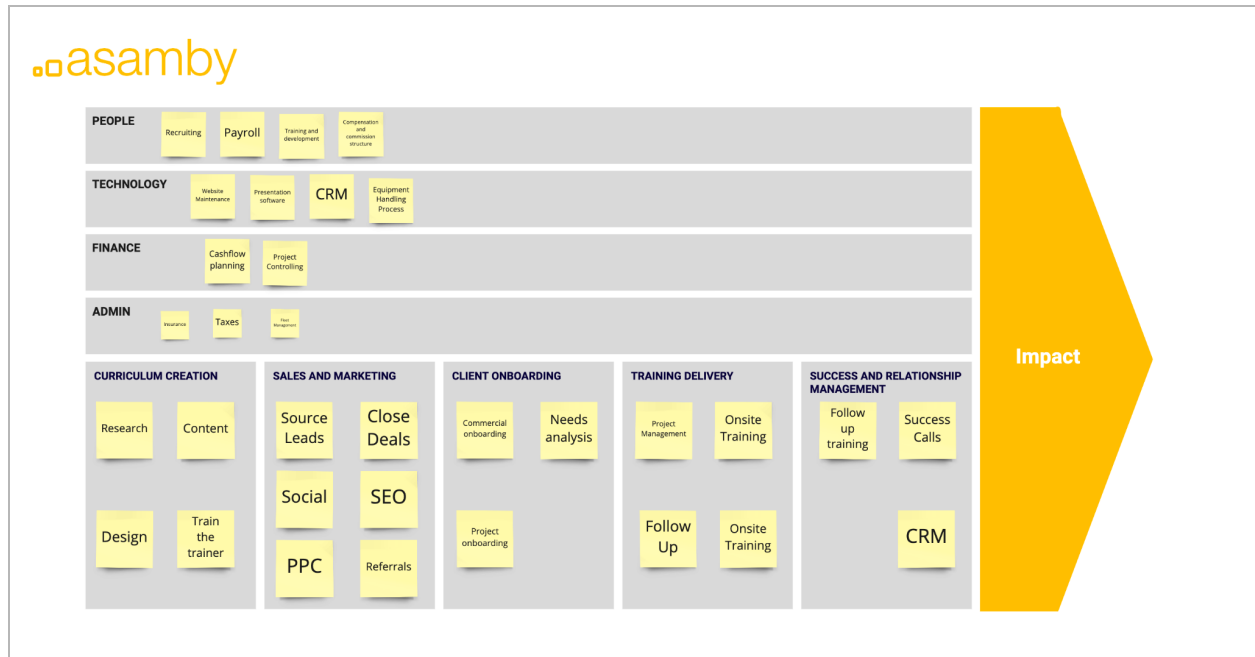 asamby
PEOPLE
Recruiting
Payroll
Training and
development
Compensation
and
commission
structure
TECHNOLOGY
Website
Maintenance
Presentation
software
CRM
Equipment
Handling
Process
FINANCE
Cashflow
planning
Project
Controlling
ADMIN
Insurance
Taxes
Fleet
Management
Impact
CURRICULUM CREATION
Research
Content
Design
Train
the
trainer
SALES AND MARKETING
Source
Leads
Close
Deals
Social
SEO
PPC
Referrals
CLIENT ONBOARDING
Commercial
onboarding
Needs
analysis
Project
onboarding
TRAINING DELIVERY
Project
Management
Onsite
Training
Follow
Up
Onsite
Training
SUCCESS AND RELATIONSHIP
MANAGEMENT
Follow
up
training
Success
Calls
CRM